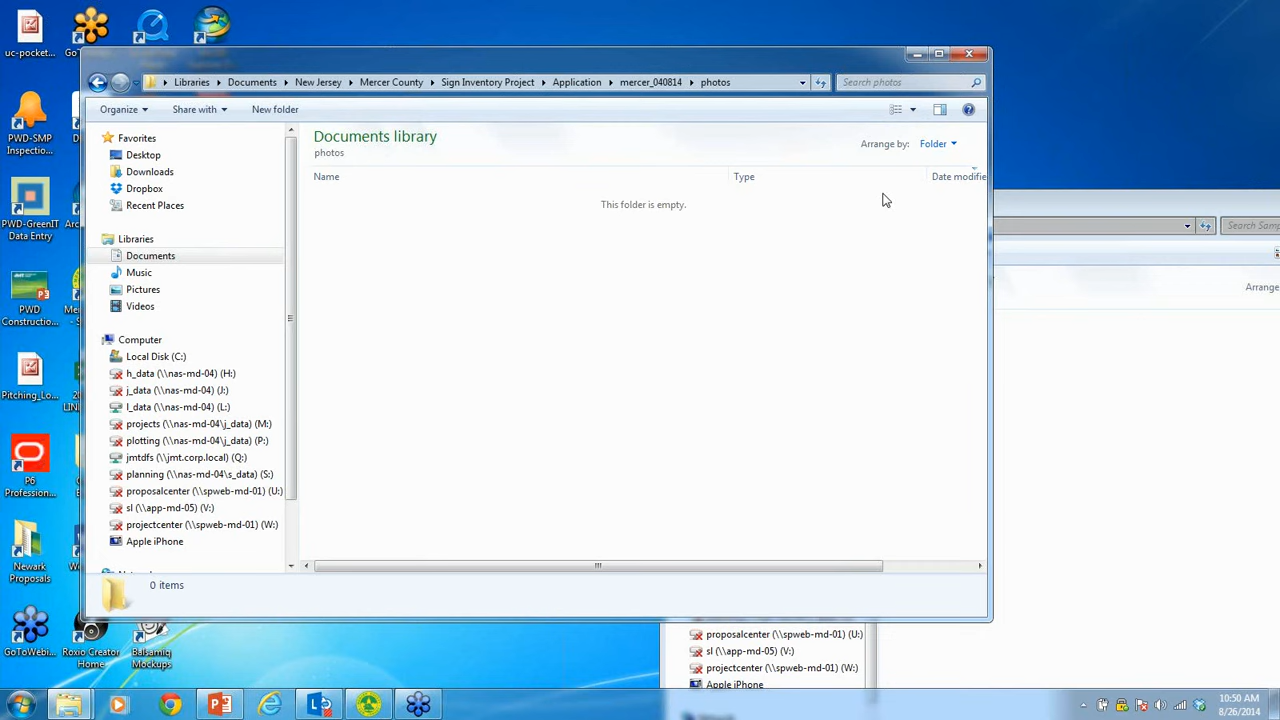 uc-pocket...
Libraries
Documents
New Jersey
Mercer County
Sign Inventory Project
Application
mercer_040814
photos
Search photos
Organize
Share with
New folder
Favorites
Desktop
Downloads
Dropbox
Recent Places
Libraries
Documents
Music
Pictures
Videos
Computer
Local Disk (C:)
h_data (\\nas-md-04) (H:)
j_data (\\nas-md-04) (J:)
l_data (\\nas-md-04) (L:)
projects (\\nas-md-04\j_data) (M:)
plotting (\\nas-md-04\j_data) (P:)
jmtdfs (\\jmt.corp.local) (Q:)
planning (\\nas-md-04\s_data) (S:)
proposalcenter (\\spweb-md-01) (U:)
sl (\\app-md-05) (V:)
projectcenter (\\spweb-md-01) (W:)
Apple iPhone
Documents library
photos
Arrange by: Folder
Name
Type
Date modifie
This folder is empty.
0 items
PWD-SMP
Inspectio...
PWD-GreenIT
Data Entry
PWD
Constructio...
Pitching_Lo...
P6
Profession...
Newark
Proposals
GoToWebi...
Roxio Creator
Home
Balsamiq
Mockups
Search Samp
Arrange
proposalcenter (\\spweb-md-01) (U:)
sl (\\app-md-05) (V:)
projectcenter (\\spweb-md-01) (W:)
Apple iPhone
10:50 AM
8/26/2014